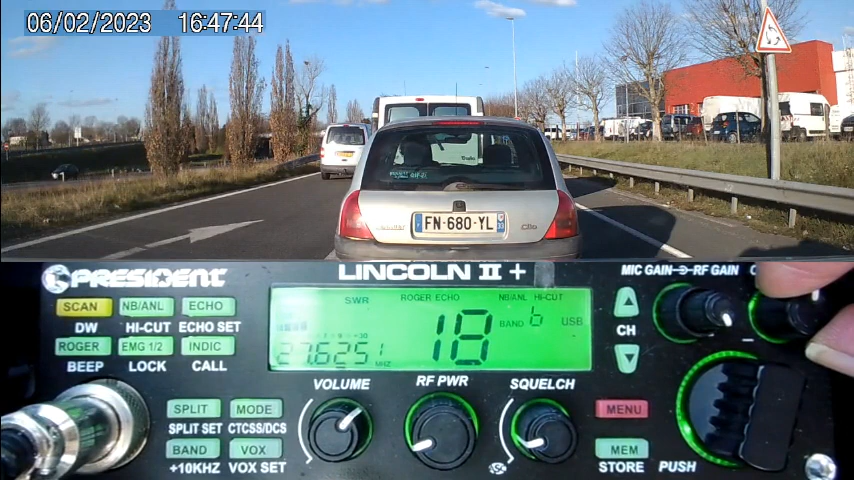 06/02/2023 16:47:44
FN-680-YL
33
Clio
PRESIDENT LINCOLN II + MIC GAIN RF GAIN
SCAN NB/ANL ECHO
DW HI-CUT ECHO SET
ROGER EMG 1/2 INDIC
BEEP LOCK CALL
SWR ROGER ECHO NB/ANL HI-CUT
18 BAND b USB
27.6251 MHZ
CH
VOLUME RF PWR SQUELCH
SPLIT MODE
SPLIT SET CTCSS/DCS
BAND VOX
+10KHZ VOX SET
MENU
MEM
STORE PUSH